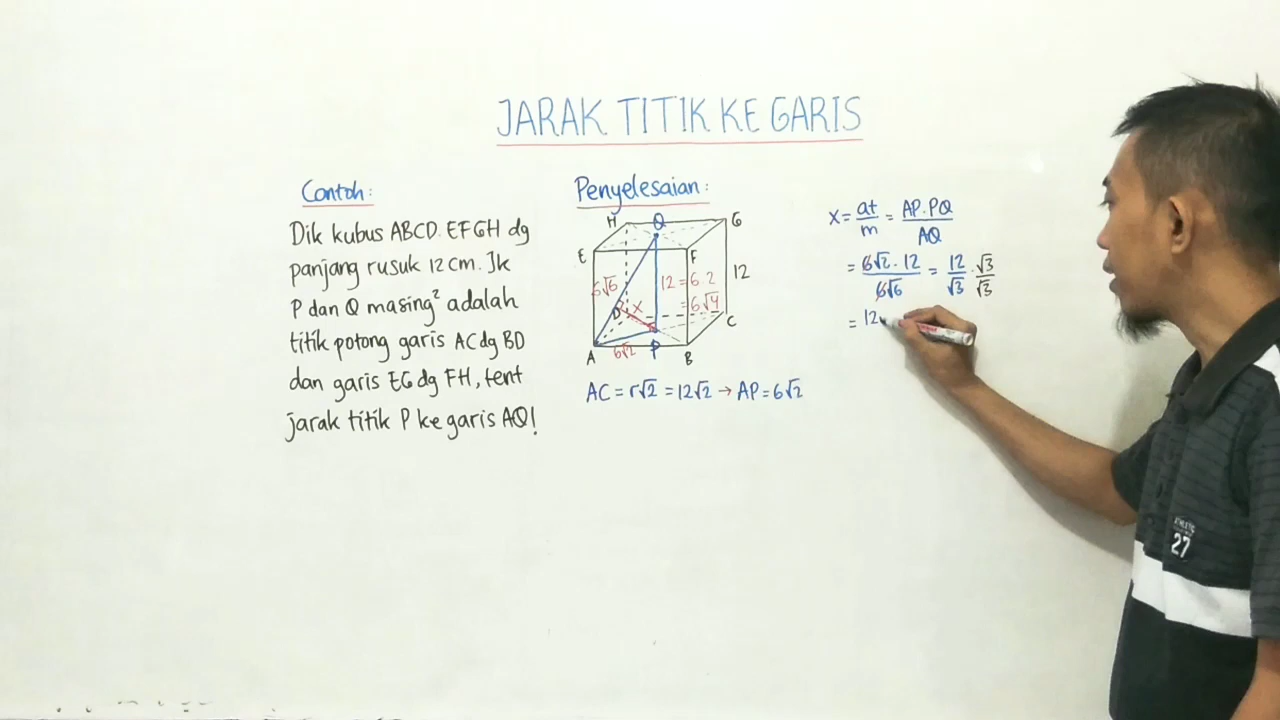 JARAK TITIK KE GARIS
Contoh:
Dik kubus ABCD.EFGH dg
panjang rusuk 12 cm. Jk
P dan Q masing² adalah
titik potong garis AC dg BD
dan garis EG dg FH, tent
jarak titik P ke garis AQ!
Penyelesaian:
H Q G
E F
6√6 12 = 6.2 12
D x = 6√4 C
A 6√2 P B
AC = r√2 = 12√2 → AP = 6√2
x = at/m = AP.PQ/AQ
= 6√2 . 12/6√6 = 12/√3 . √3/√3
= 12
27